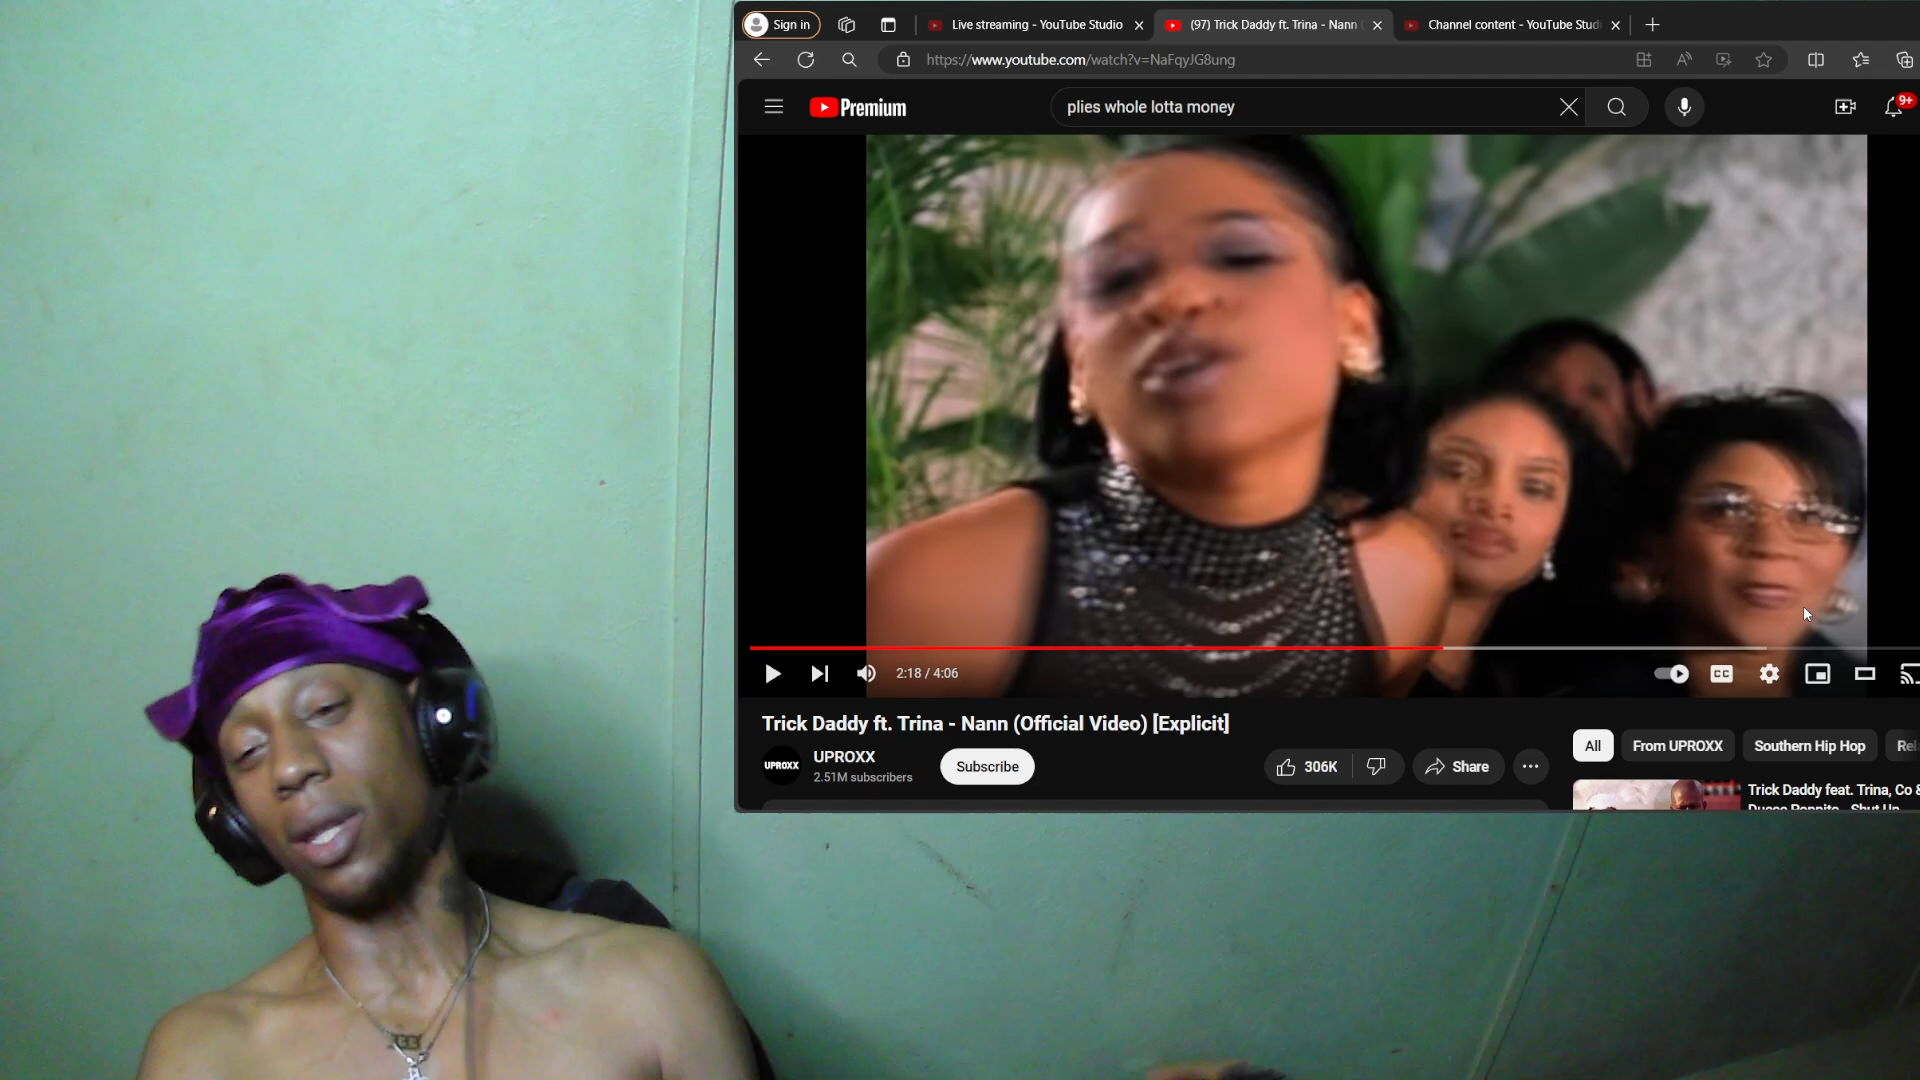 Sign in
Live streaming - YouTube Studio
(97) Trick Daddy ft. Trina - Nann
Channel content - YouTube Stud
https://www.youtube.com/watch?v=NaFqyJG8ung
Premium
plies whole lotta money
9+
2:18 / 4:06
CC
Trick Daddy ft. Trina - Nann (Official Video) [Explicit]
UPROXX
UPROXX
2.51M subscribers
Subscribe
306K
Share
All
From UPROXX
Southern Hip Hop
Rel
Trick Daddy feat. Trina, Co &